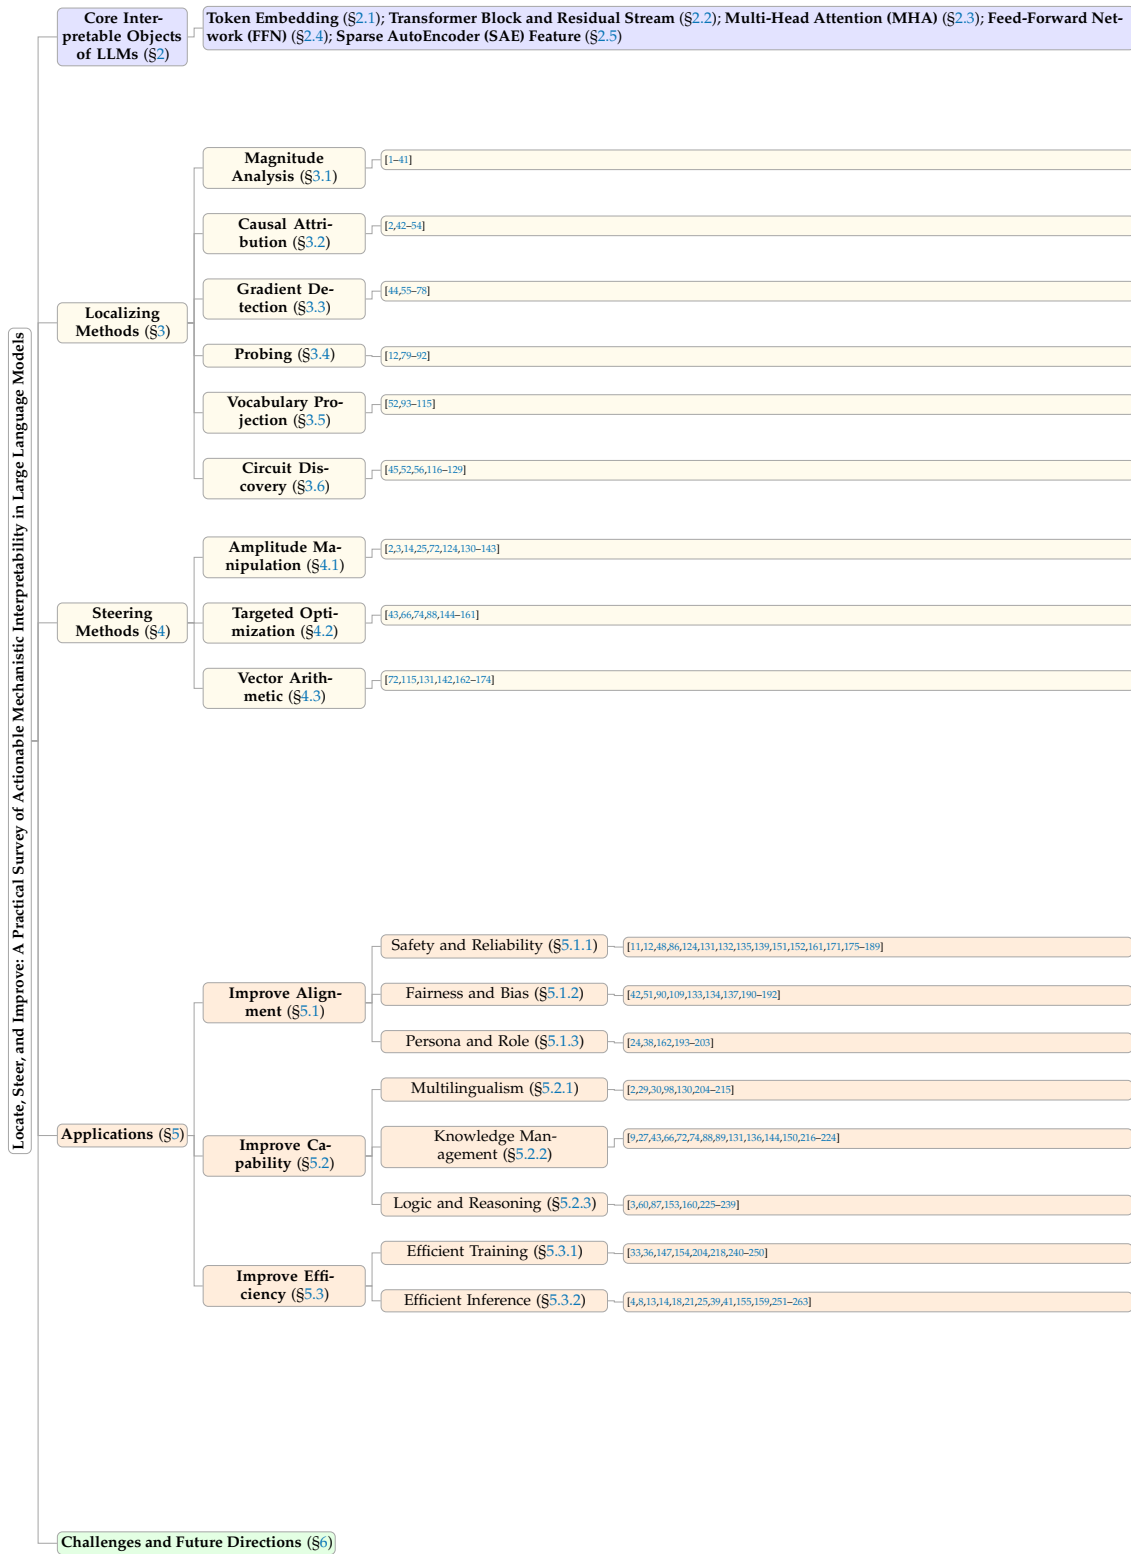 Locate, Steer, and Improve: A Practical Survey of Actionable Mechanistic Interpretability in Large Language Models
Core Inter-
pretable Objects
of LLMs (§2)
Token Embedding (§2.1); Transformer Block and Residual Stream (§2.2); Multi-Head Attention (MHA) (§2.3); Feed-Forward Net-
work (FFN) (§2.4); Sparse AutoEncoder (SAE) Feature (§2.5)
Localizing
Methods (§3)
Magnitude
Analysis (§3.1)
[1–41]
Causal Attri-
bution (§3.2)
[2,42–54]
Gradient De-
tection (§3.3)
[44,55–78]
Probing (§3.4)
[12,79–92]
Vocabulary Pro-
jection (§3.5)
[52,93–115]
Circuit Dis-
covery (§3.6)
[45,52,56,116–129]
Steering
Methods (§4)
Amplitude Ma-
nipulation (§4.1)
[2,3,14,25,72,124,130–143]
Targeted Opti-
mization (§4.2)
[43,66,74,88,144–161]
Vector Arith-
metic (§4.3)
[72,115,131,142,162–174]
Applications (§5)
Improve Align-
ment (§5.1)
Safety and Reliability (§5.1.1)
[11,12,48,86,124,131,132,135,139,151,152,161,171,175–189]
Fairness and Bias (§5.1.2)
[42,51,90,109,133,134,137,190–192]
Persona and Role (§5.1.3)
[24,38,162,193–203]
Improve Ca-
pability (§5.2)
Multilingualism (§5.2.1)
[2,29,30,98,130,204–215]
Knowledge Man-
agement (§5.2.2)
[9,27,43,66,72,74,88,89,131,136,144,150,216–224]
Logic and Reasoning (§5.2.3)
[3,60,87,153,160,225–239]
Improve Effi-
ciency (§5.3)
Efficient Training (§5.3.1)
[33,36,147,154,204,218,240–250]
Efficient Inference (§5.3.2)
[4,8,13,14,18,21,25,39,41,155,159,251–263]
Challenges and Future Directions (§6)